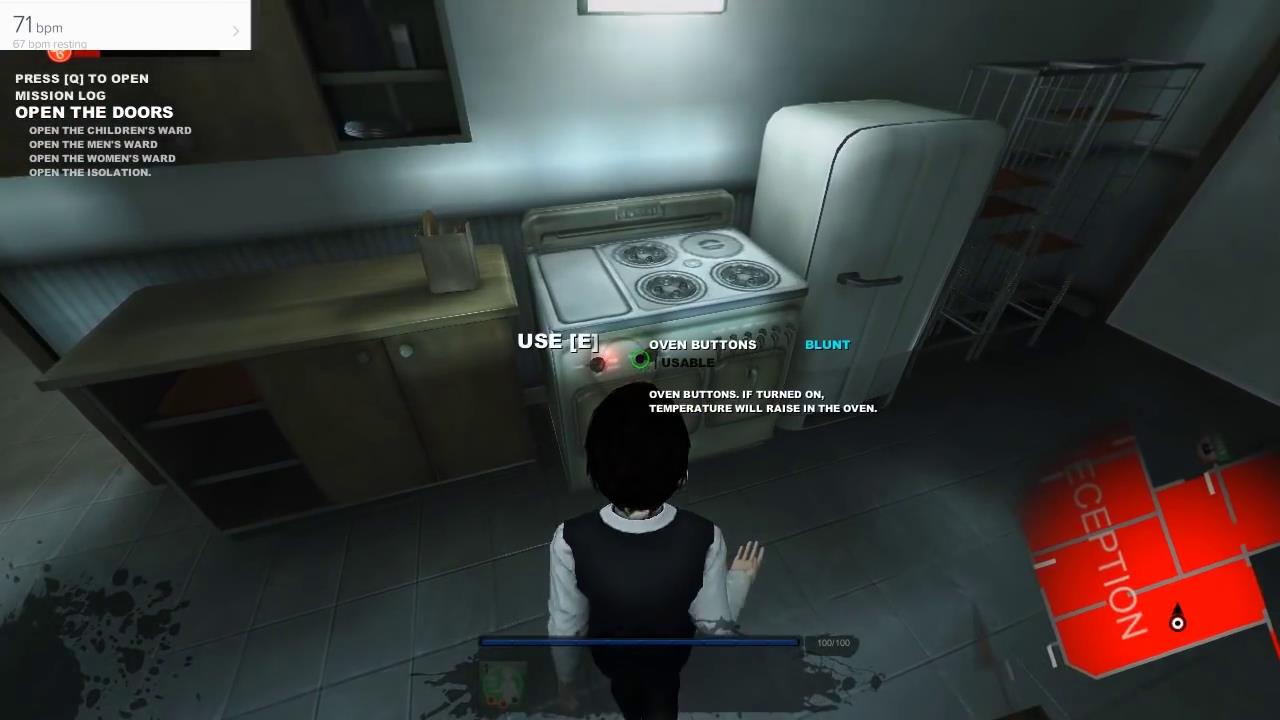 71 bpm
67 bpm resting
PRESS [Q] TO OPEN
MISSION LOG
OPEN THE DOORS
OPEN THE CHILDREN'S WARD
OPEN THE MEN'S WARD
OPEN THE WOMEN'S WARD
OPEN THE ISOLATION.
USE [E]
OVEN BUTTONS
BLUNT
| USABLE
OVEN BUTTONS. IF TURNED ON,
TEMPERATURE WILL RAISE IN THE OVEN.
ECEPTION
100/100